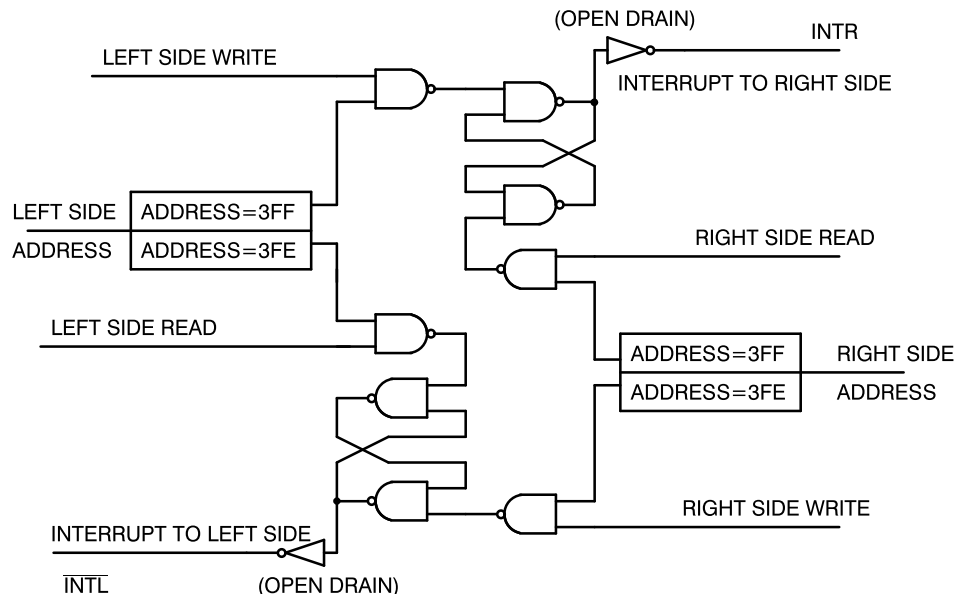 (OPEN DRAIN)
INTR
LEFT SIDE WRITE
INTERRUPT TO RIGHT SIDE
LEFT SIDE
ADDRESS=3FF
ADDRESS
ADDRESS=3FE
RIGHT SIDE READ
LEFT SIDE READ
ADDRESS=3FF
RIGHT SIDE
ADDRESS=3FE
ADDRESS
RIGHT SIDE WRITE
INTERRUPT TO LEFT SIDE
INTL
(OPEN DRAIN)